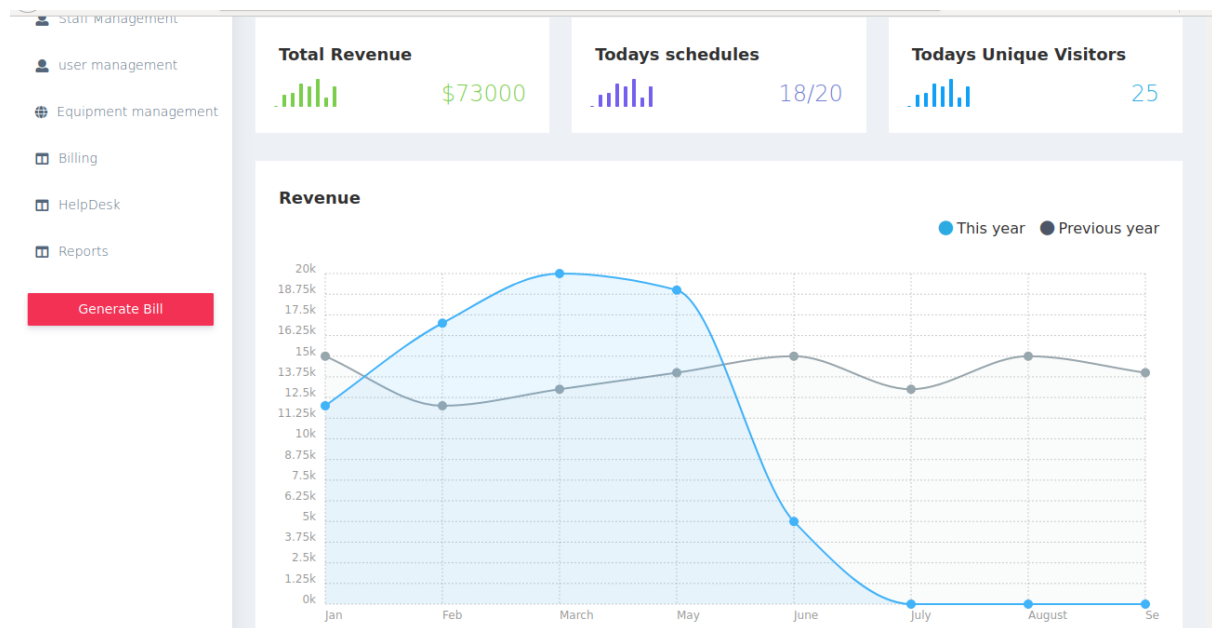 Staff Management
user management
Equipment management
Billing
HelpDesk
Reports
Generate Bill
Total Revenue
$73000
Todays schedules
18/20
Todays Unique Visitors
25
Revenue
This year
Previous year
20k
18.75k
17.5k
16.25k
15k
13.75k
12.5k
11.25k
10k
8.75k
7.5k
6.25k
5k
3.75k
2.5k
1.25k
0k
Jan Feb March May June July August Se